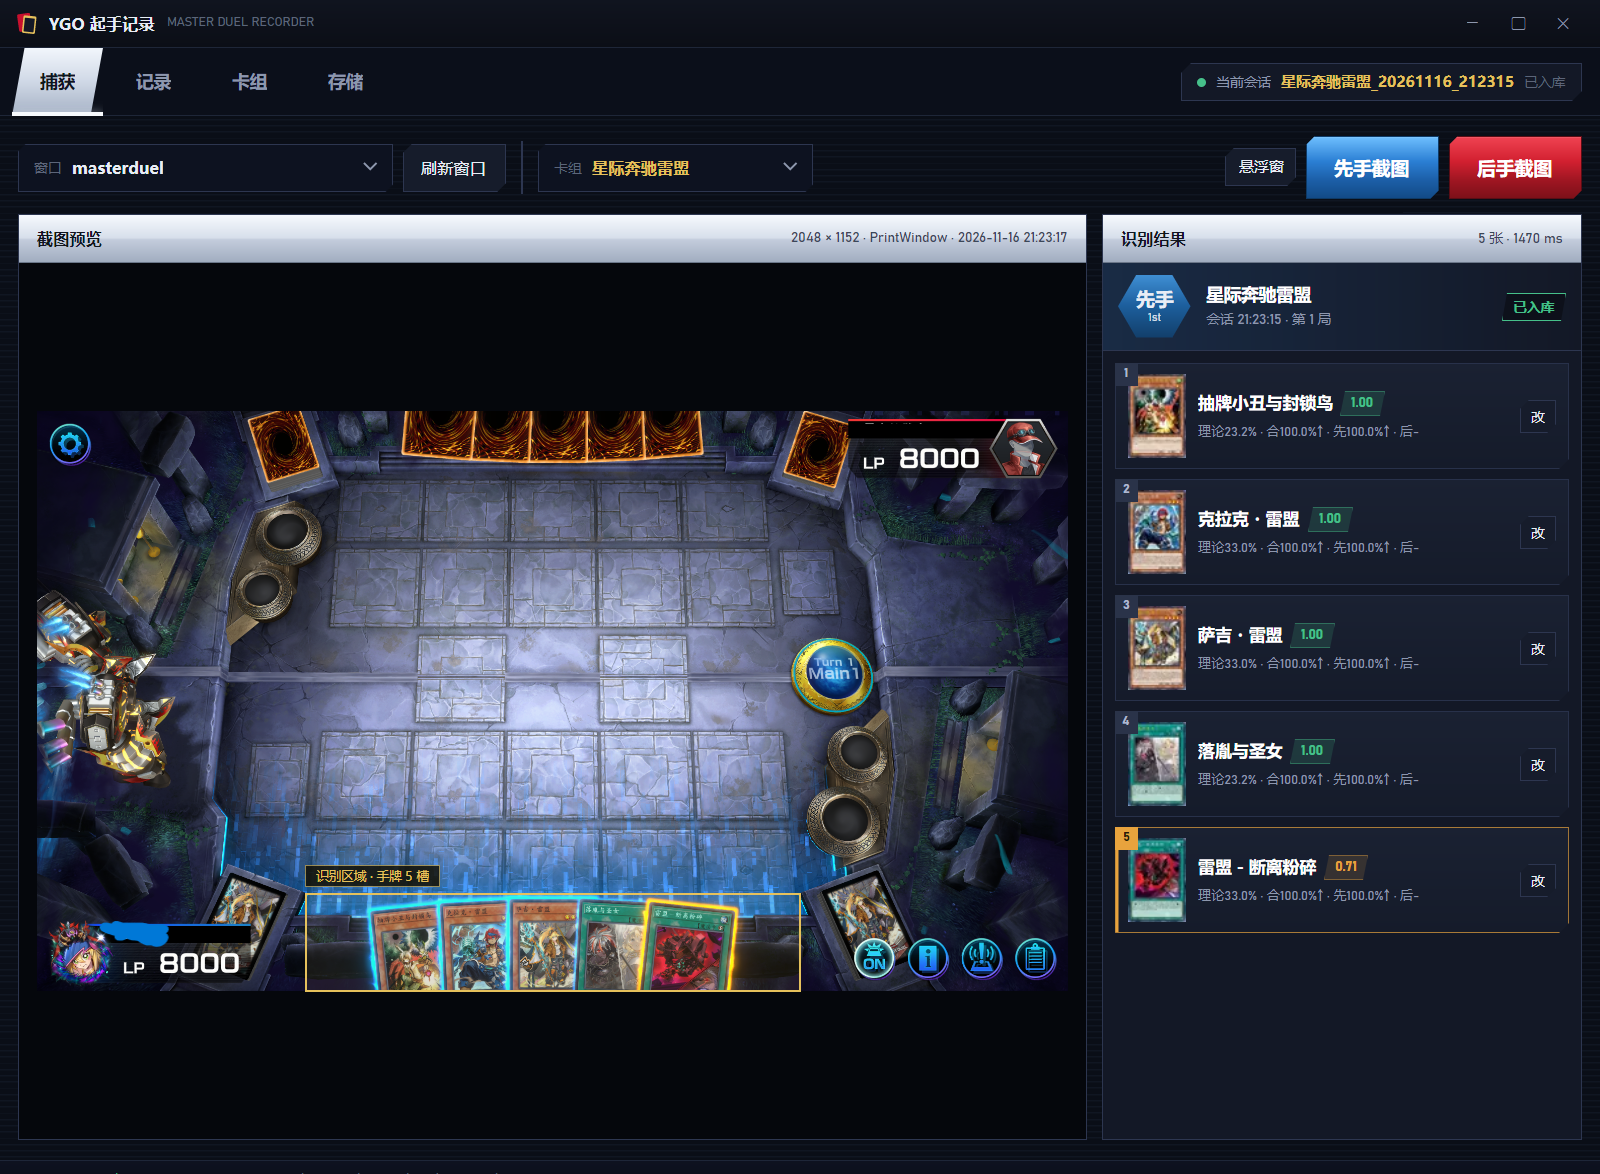 YGO 起手记录 MASTER DUEL RECORDER
捕获 记录 卡组 存储
当前会话 星际奔驰雷盟_20261116_212315 已入库
窗口 masterduel 刷新窗口 卡组 星际奔驰雷盟 悬浮窗 先手截图 后手截图
截图预览 2048 × 1152 · PrintWindow · 2026-11-16 21:23:17
LP 8000
Turn 1
Main1
识别区域 · 手牌 5 槽
落胤与圣女
雷盟 - 断离粉碎
LP 8000
ON
识别结果 5 张 · 1470 ms
先手
1st
星际奔驰雷盟
会话 21:23:15 · 第 1 局
已入库
1
抽牌小丑与封锁鸟 1.00
理论23.2% · 合100.0%↑ · 先100.0%↑ · 后-
改
2
克拉克·雷盟 1.00
理论33.0% · 合100.0%↑ · 先100.0%↑ · 后-
改
3
萨吉·雷盟 1.00
理论33.0% · 合100.0%↑ · 先100.0%↑ · 后-
改
4
落胤与圣女 1.00
理论23.2% · 合100.0%↑ · 先100.0%↑ · 后-
改
5
雷盟 - 断离粉碎 0.71
理论33.0% · 合100.0%↑ · 先100.0%↑ · 后-
改